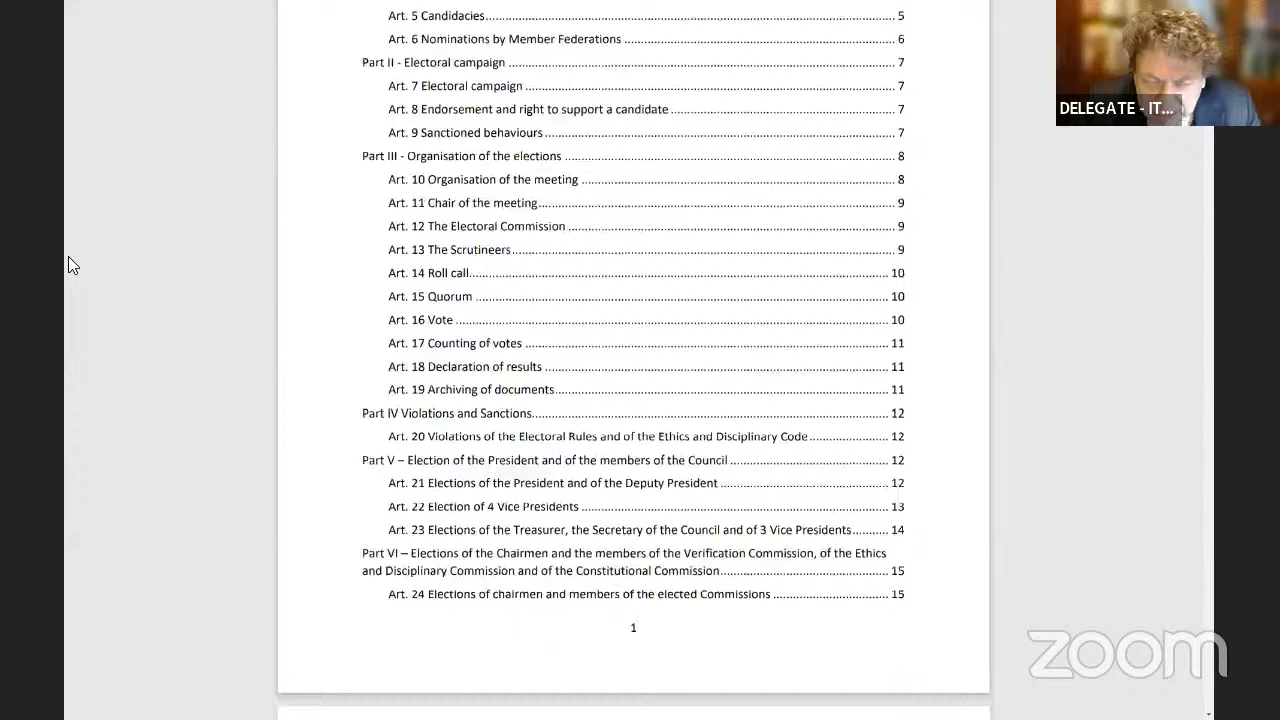 Art. 5 Candidacies 5
Art. 6 Nominations by Member Federations 6
Part II - Electoral campaign 7
Art. 7 Electoral campaign 7
Art. 8 Endorsement and right to support a candidate 7
Art. 9 Sanctioned behaviours 7
Part III - Organisation of the elections 8
Art. 10 Organisation of the meeting 8
Art. 11 Chair of the meeting 9
Art. 12 The Electoral Commission 9
Art. 13 The Scrutineers 9
Art. 14 Roll call 10
Art. 15 Quorum 10
Art. 16 Vote 10
Art. 17 Counting of votes 11
Art. 18 Declaration of results 11
Art. 19 Archiving of documents 11
Part IV Violations and Sanctions 12
Art. 20 Violations of the Electoral Rules and of the Ethics and Disciplinary Code 12
Part V – Election of the President and of the members of the Council 12
Art. 21 Elections of the President and of the Deputy President 12
Art. 22 Election of 4 Vice Presidents 13
Art. 23 Elections of the Treasurer, the Secretary of the Council and of 3 Vice Presidents 14
Part VI – Elections of the Chairmen and the members of the Verification Commission, of the Ethics
and Disciplinary Commission and of the Constitutional Commission 15
Art. 24 Elections of chairmen and members of the elected Commissions 15
1
DELEGATE - IT...
zoom